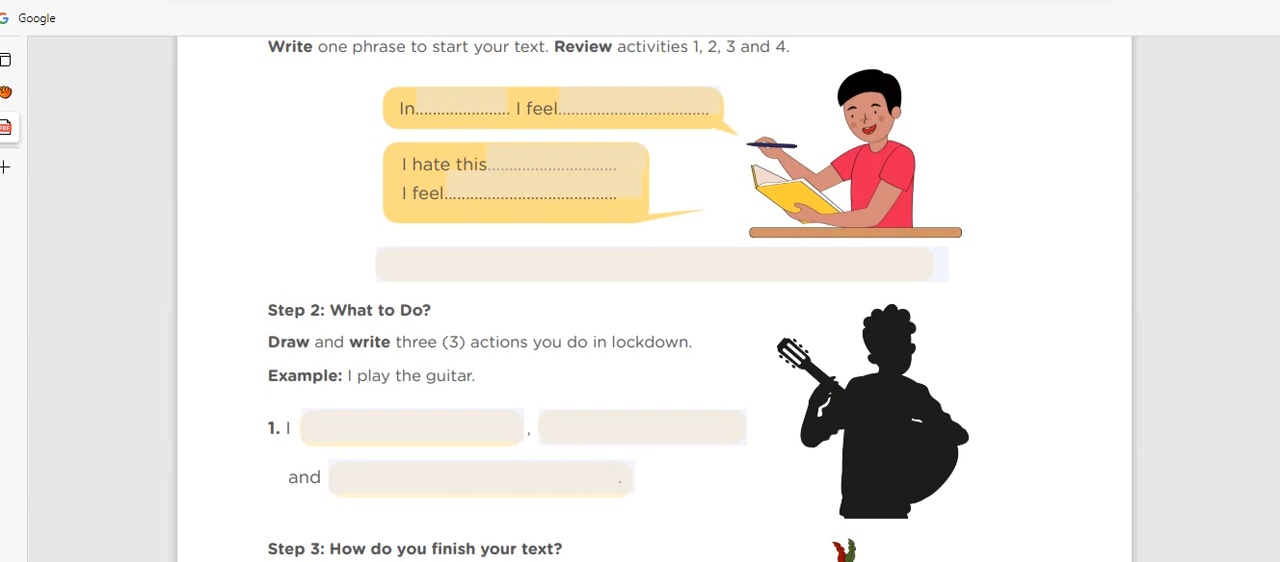 Google
Write one phrase to start your text. Review activities 1, 2, 3 and 4.
In..................... I feel..................................
I hate this.............................
I feel.......................................
Step 2: What to Do?
Draw and write three (3) actions you do in lockdown.
Example: I play the guitar.
1. I , 
and .
Step 3: How do you finish your text?
PDF